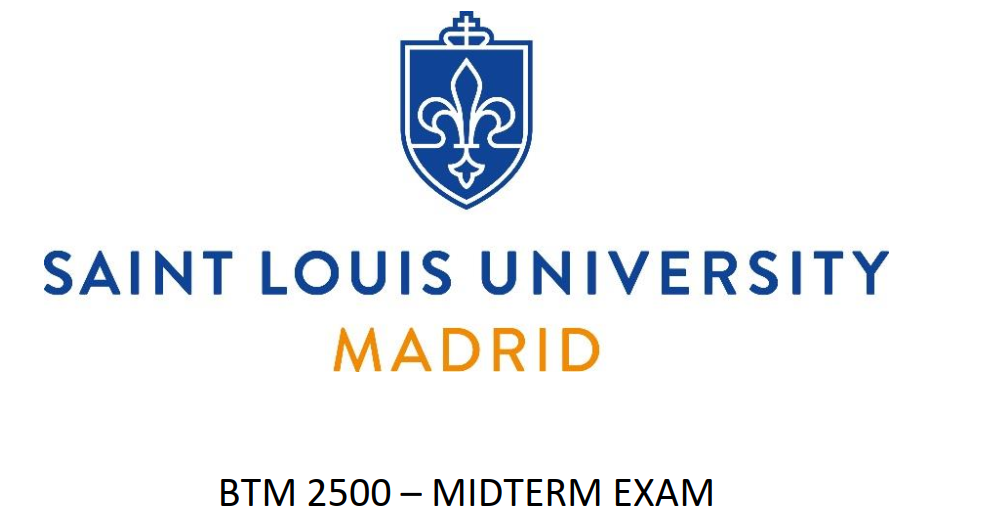 SAINT LOUIS UNIVERSITY
MADRID
BTM 2500 – MIDTERM EXAM